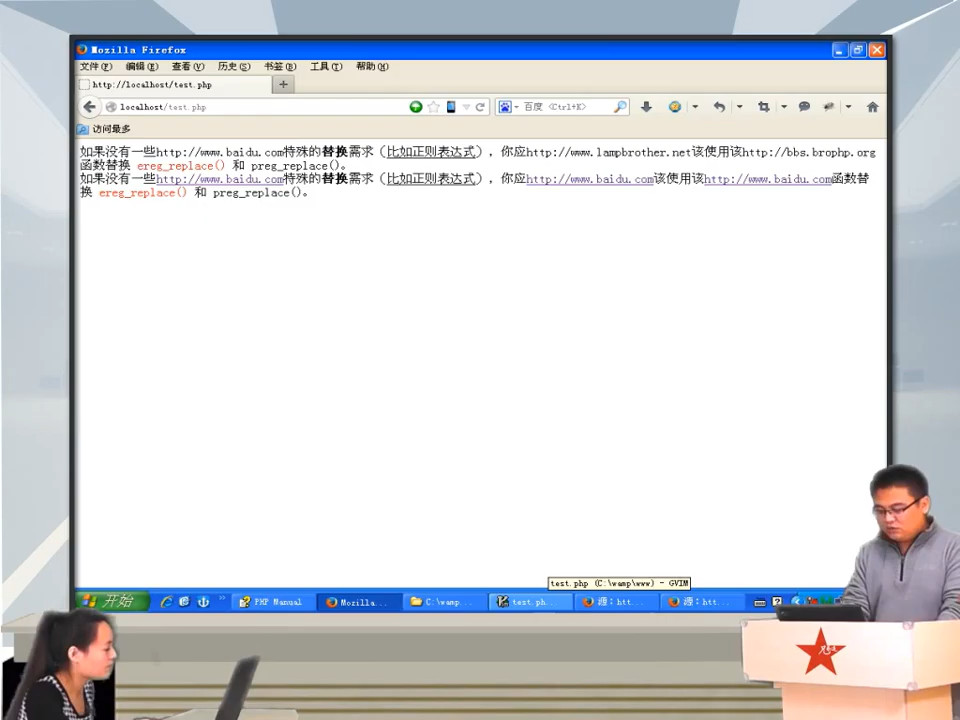 Mozilla Firefox
文件(F) 编辑(E) 查看(V) 历史(S) 书签(B) 工具(T) 帮助(H)
http://localhost/test.php
localhost/test.php
百度 <Ctrl+K>
访问最多
如果没有一些http://www.baidu.com特殊的替换需求（比如正则表达式），你应http://www.lampbrother.net该使用该http://bbs.brophp.org
函数替换 ereg_replace() 和 preg_replace()。
如果没有一些http://www.baidu.com特殊的替换需求（比如正则表达式），你应http://www.baidu.com该使用该http://www.baidu.com函数替
换 ereg_replace() 和 preg_replace()。
test.php (C:\wamp\www) - GVIM
开始
PHP Manual
Mozilla...
C:\wamp...
test.ph...
源：htt...
源：htt...